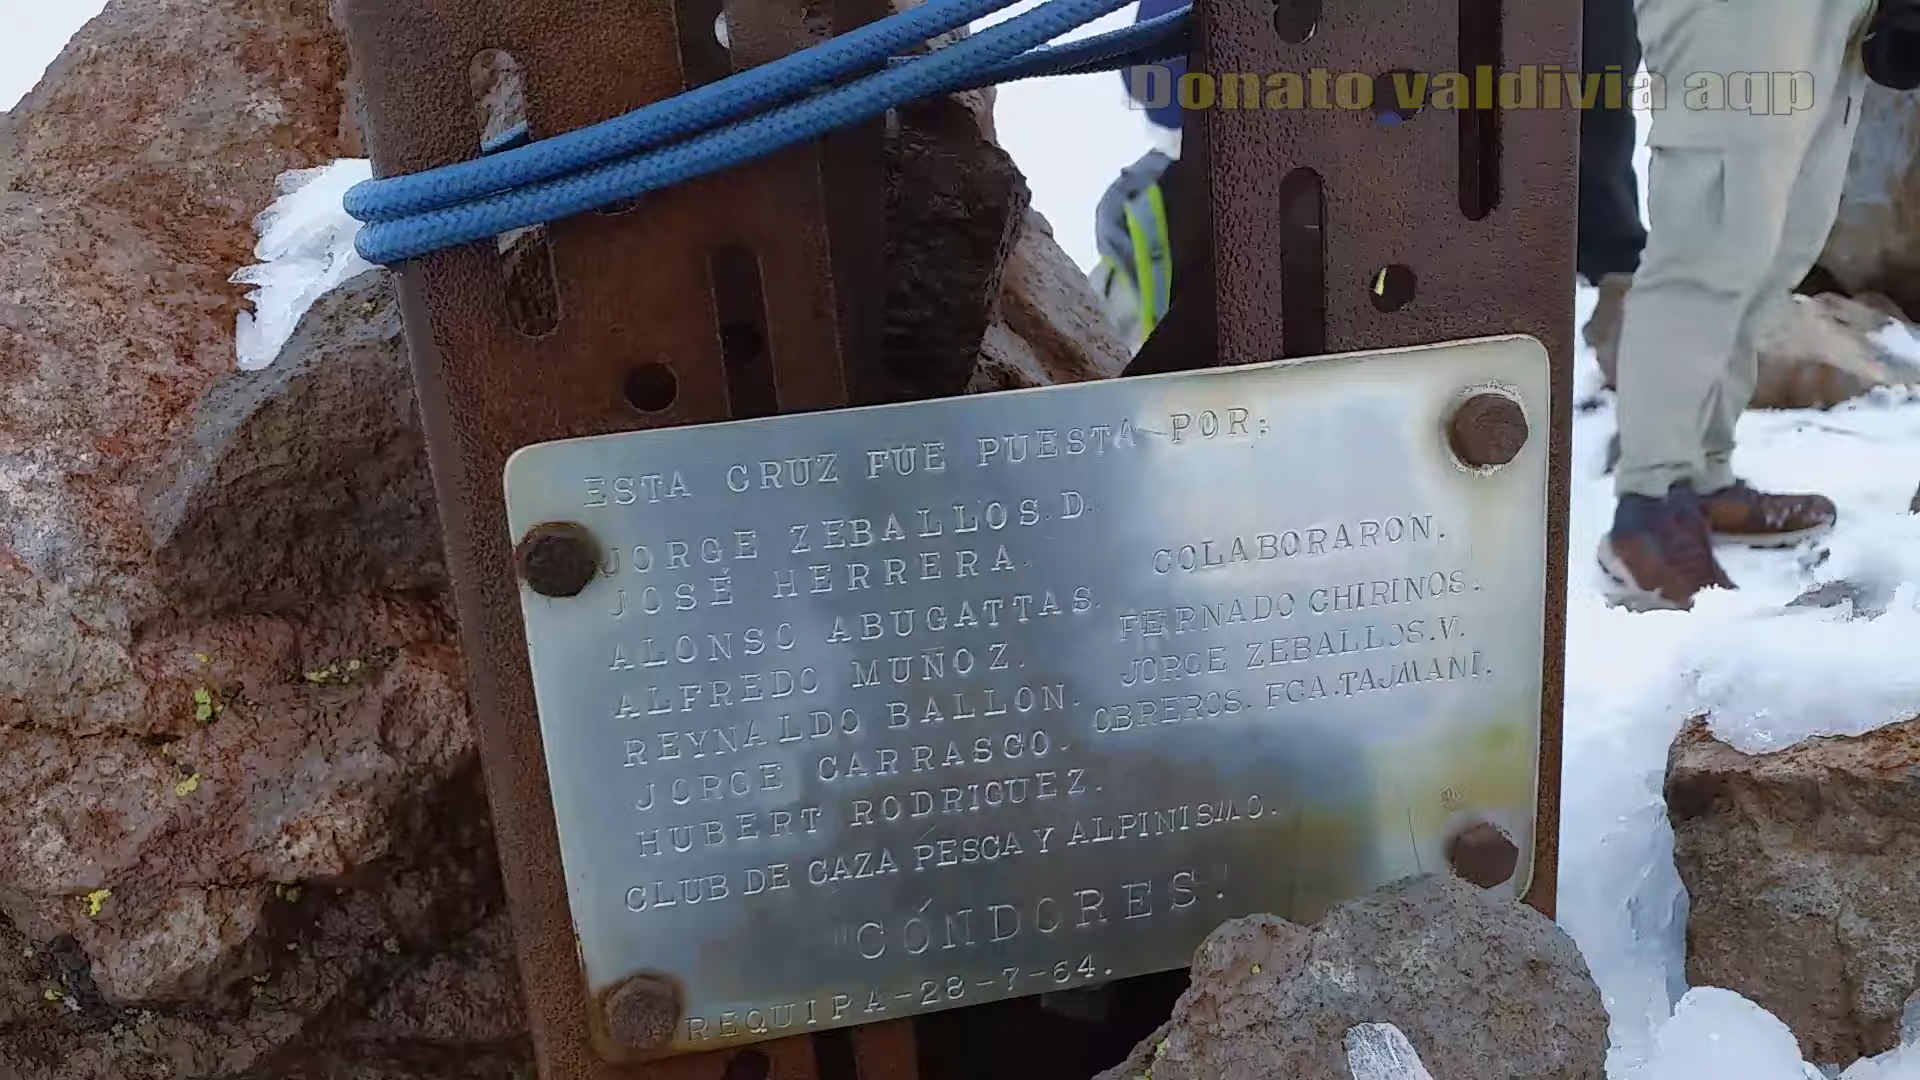 Donato valdivia aqp
ESTA CRUZ FUE PUESTA POR:
JORGE ZEBALLOS.D.
JOSÉ HERRERA.
ALONSO ABUGATTAS.
ALFREDO MUÑOZ.
REYNALDO BALLON.
JORGE CARRASCO.
HUBERT RODRIGUEZ.
COLABORARON.
FERNADO CHIRINOS.
JORGE ZEBALLOS.V.
OBREROS. FCA.TAJMANI.
CLUB DE CAZA PESCA Y ALPINISMO.
"CÓNDORES."
REQUIPA-28-7-64.